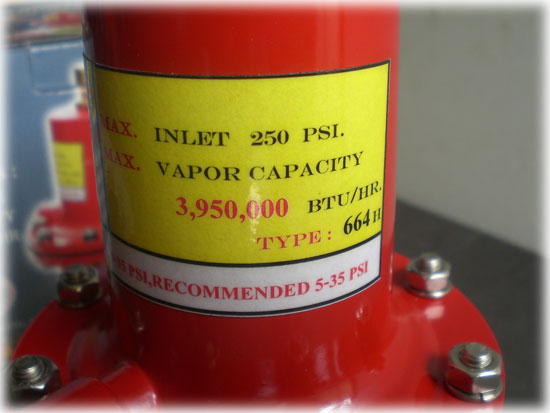 MAX. INLET 250 PSI.
MAX. VAPOR CAPACITY
3,950,000 BTU/HR.
TYPE: 664H
35 PSI,RECOMMENDED 5-35 PSI